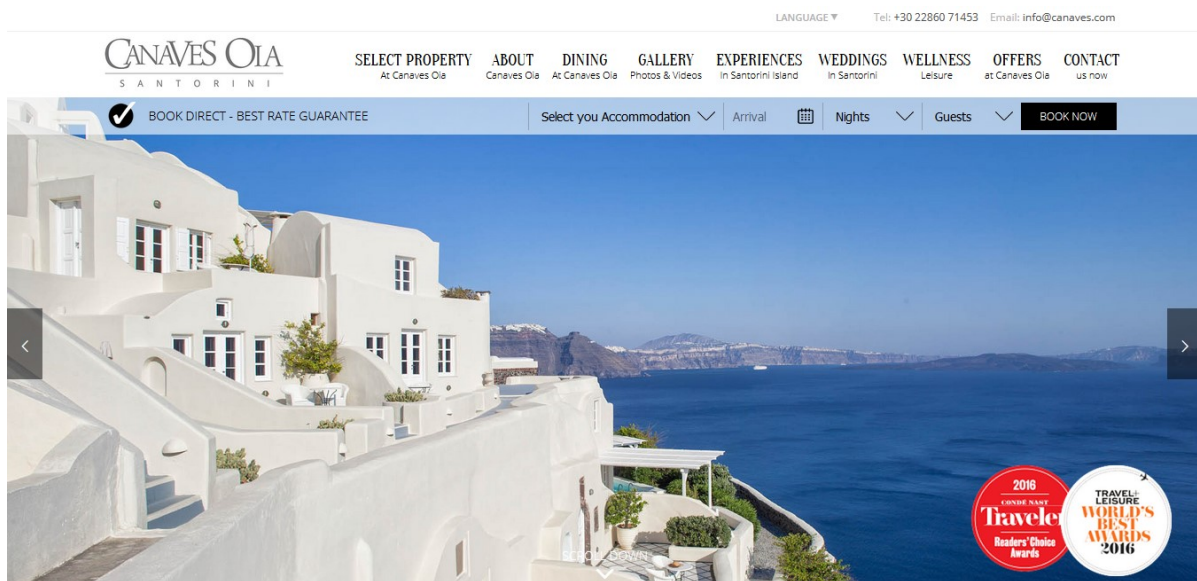 LANGUAGE ▼ Tel: +30 22860 71453 Email: info@canaves.com
CANAVES OIA
SANTORINI
SELECT PROPERTY ABOUT DINING GALLERY EXPERIENCES WEDDINGS WELLNESS OFFERS CONTACT
At Canaves Oia Canaves Oia At Canaves Oia Photos & Videos In Santorini Island In Santorini Leisure at Canaves Oia us now
BOOK DIRECT - BEST RATE GUARANTEE Select you Accommodation Arrival Nights Guests BOOK NOW
2016
CONDÉ NAST
Traveler
Readers' Choice
Awards
TRAVEL+
LEISURE
WORLD'S
BEST
AWARDS
2016
SCROLL DOWN